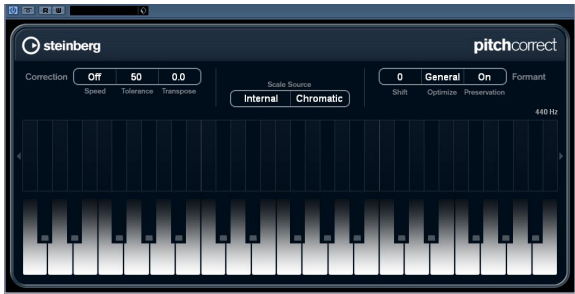 R W
steinberg
pitchcorrect
Correction Off 50 0.0
Speed Tolerance Transpose
Scale Source
Internal Chromatic
0 General On Formant
Shift Optimize Preservation
440 Hz